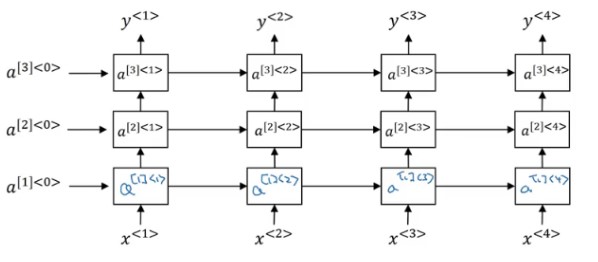 y<1> y<2> y<3> y<4>
a[3]<0> a[3]<1> a[3]<2> a[3]<3> a[3]<4>
a[2]<0> a[2]<1> a[2]<2> a[2]<3> a[2]<4>
a[1]<0> a[1]<1> a[1]<2> a[1]<3> a[1]<4>
x<1> x<2> x<3> x<4>